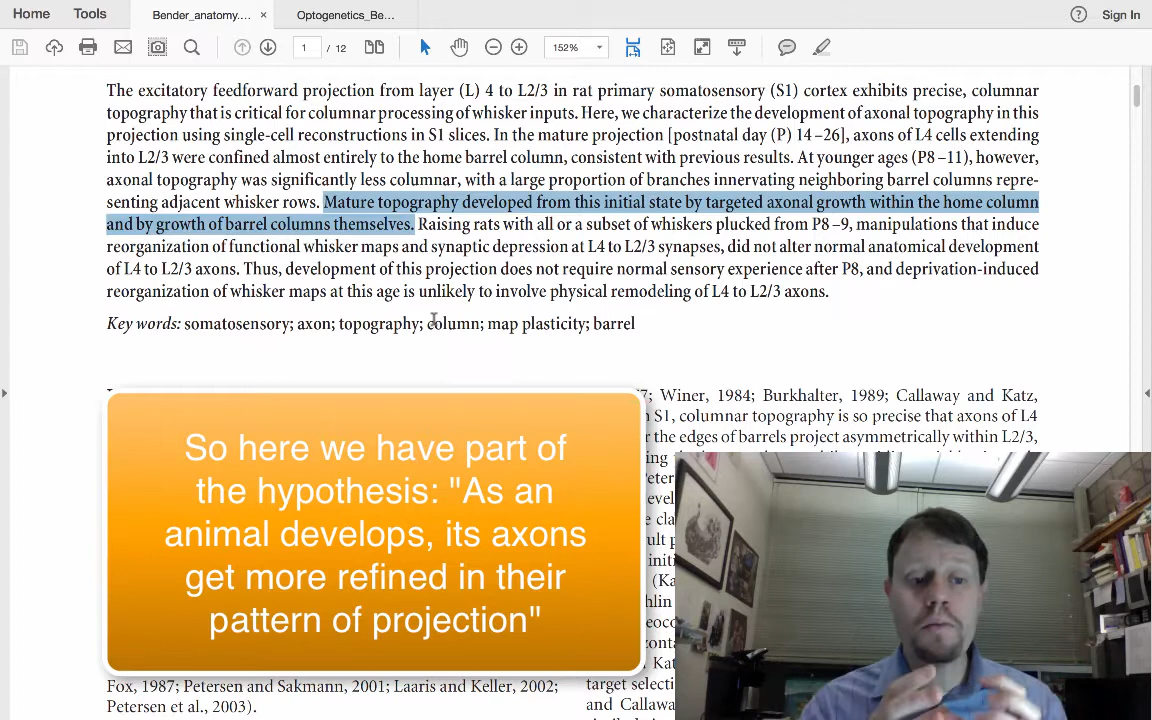 Home Tools Bender_anatomy.... × Optogenetics_Be... ? Sign In
1 / 12 152%
The excitatory feedforward projection from layer (L) 4 to L2/3 in rat primary somatosensory (S1) cortex exhibits precise, columnar
topography that is critical for columnar processing of whisker inputs. Here, we characterize the development of axonal topography in this
projection using single-cell reconstructions in S1 slices. In the mature projection [postnatal day (P) 14–26], axons of L4 cells extending
into L2/3 were confined almost entirely to the home barrel column, consistent with previous results. At younger ages (P8–11), however,
axonal topography was significantly less columnar, with a large proportion of branches innervating neighboring barrel columns repre-
senting adjacent whisker rows. Mature topography developed from this initial state by targeted axonal growth within the home column
and by growth of barrel columns themselves. Raising rats with all or a subset of whiskers plucked from P8–9, manipulations that induce
reorganization of functional whisker maps and synaptic depression at L4 to L2/3 synapses, did not alter normal anatomical development
of L4 to L2/3 axons. Thus, development of this projection does not require normal sensory experience after P8, and deprivation-induced
reorganization of whisker maps at this age is unlikely to involve physical remodeling of L4 to L2/3 axons.
Key words: somatosensory; axon; topography; column; map plasticity; barrel
So here we have part of
the hypothesis: "As an
animal develops, its axons
get more refined in their
pattern of projection"
Fox, 1987; Petersen and Sakmann, 2001; Laaris and Keller, 2002;
Petersen et al., 2003).
7; Winer, 1984; Burkhalter, 1989; Callaway and Katz,
S1, columnar topography is so precise that axons of L4
the edges of barrels project asymmetrically within L2/3,
target selecti
and Callawa